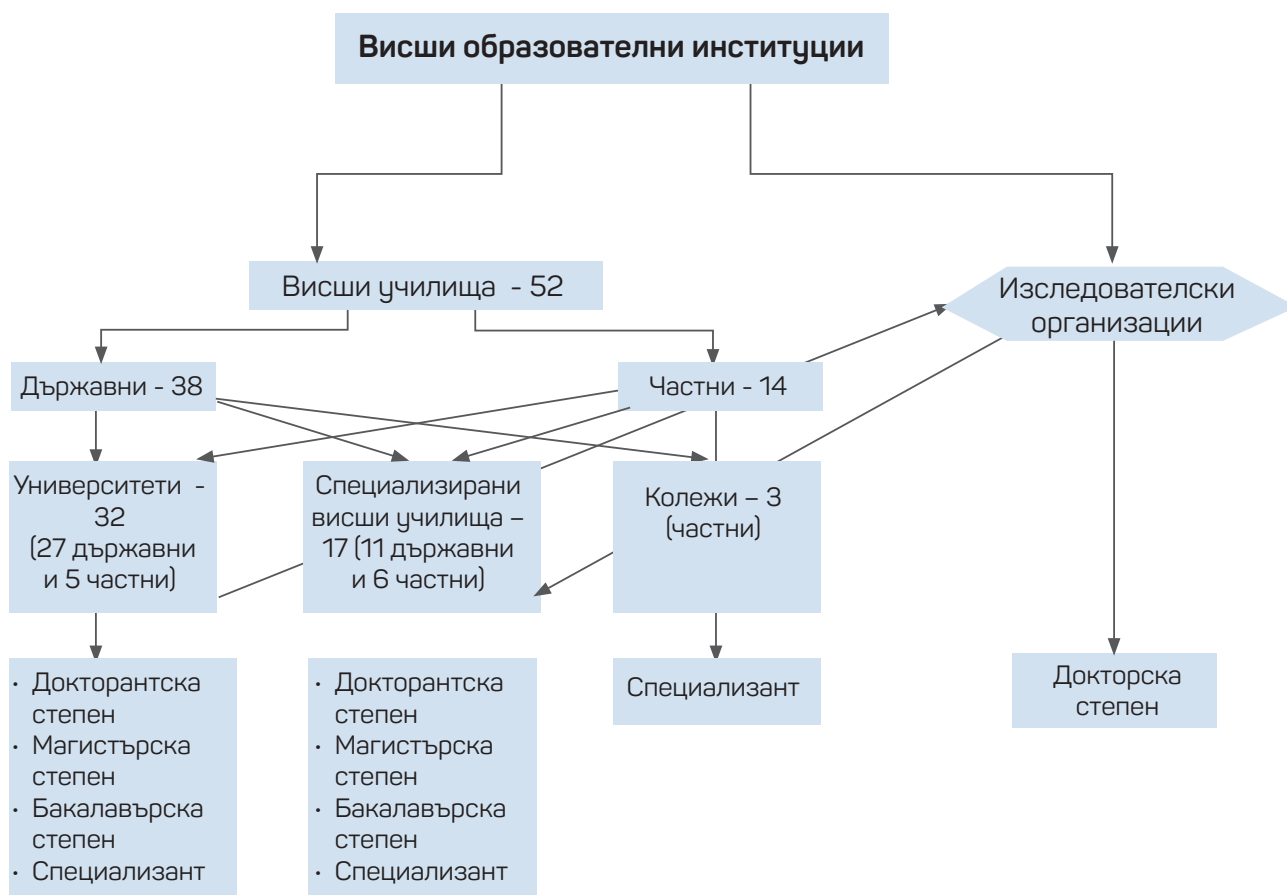 Висши образователни институции
Висши училища - 52
Изследователски
организации
Държавни - 38
Частни - 14
Университети -
32
(27 държавни
и 5 частни)
Специализирани
висши училища –
17 (11 държавни
и 6 частни)
Колежи – 3
(частни)
· Докторантска
степен
· Магистърска
степен
· Бакалавърска
степен
· Специализант
· Докторантска
степен
· Магистърска
степен
· Бакалавърска
степен
· Специализант
Специализант
Докторска
степен